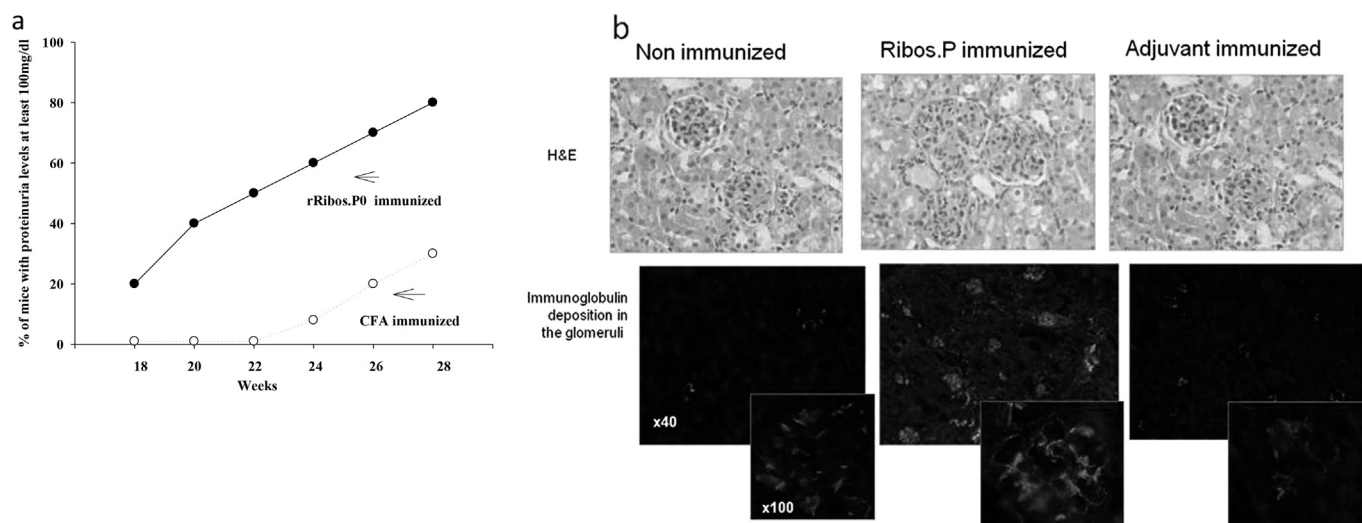 a
% of mice with proteinuria levels at least 100mg/dl
100
80
60
40
20
0
rRibos.P0 immunized
CFA immunized
18 20 22 24 26 28
Weeks
b
Non immunized
Ribos.P immunized
Adjuvant immunized
H&E
Immunoglobulin
deposition in
the glomeruli
x40
x100